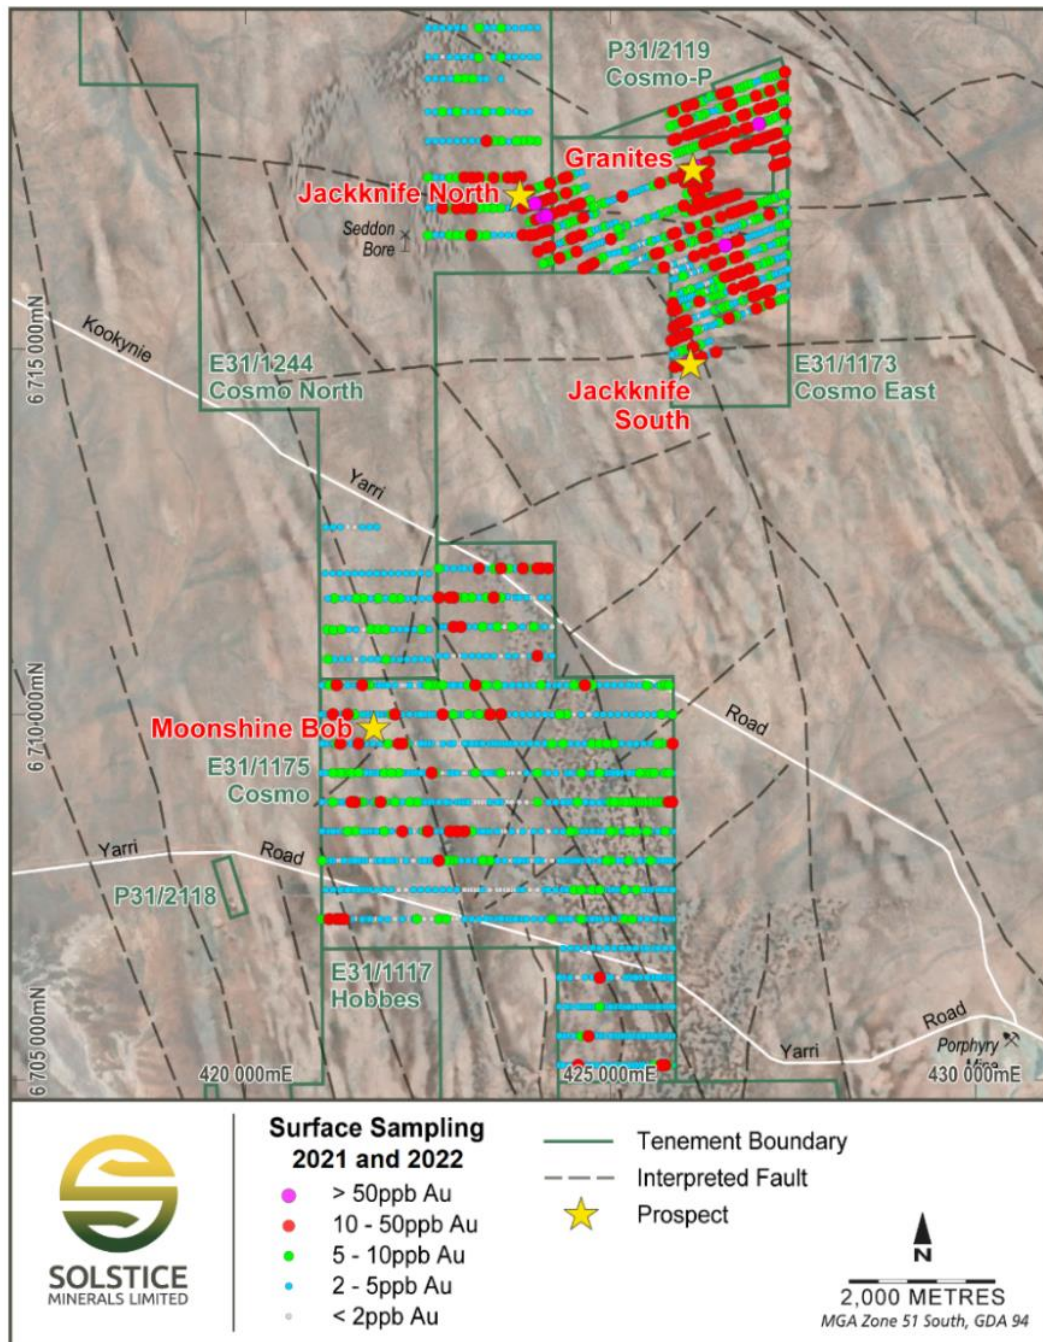 P31/2119
Cosmo-P
Granites
Jackknife North
Seddon
Bore
Kookynie
6 715 000mN
E31/1244
Cosmo North
E31/1173
Cosmo East
Jackknife
South
Yarri
6 710 000mN
Road
Moonshine Bob
E31/1175
Cosmo
Yarri
Road
P31/2118
E31/1117
Hobbes
6 705 000mN
Road
Yarri
Porphyry
Mine
420 000mE
425 000mE
430 000mE
Surface Sampling
2021 and 2022
> 50ppb Au
10 - 50ppb Au
5 - 10ppb Au
2 - 5ppb Au
< 2ppb Au
Tenement Boundary
Interpreted Fault
Prospect
SOLSTICE
MINERALS LIMITED
N
2,000 METRES
MGA Zone 51 South, GDA 94